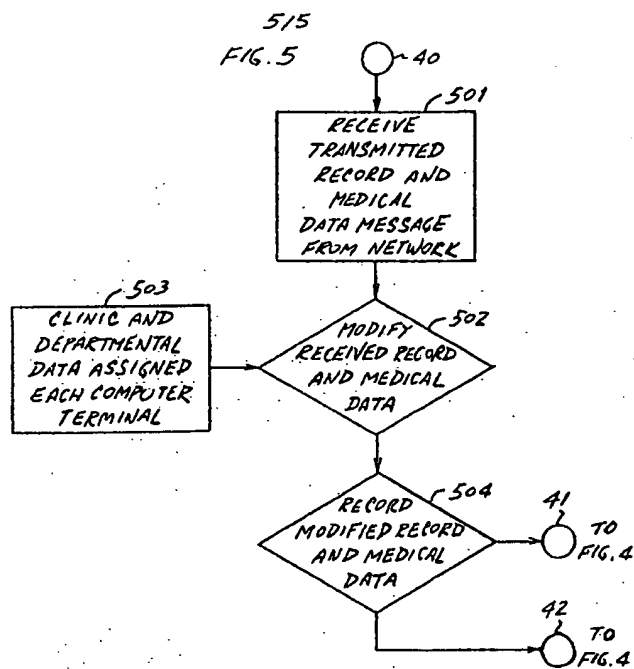 5/5
FIG. 5
40
501
RECEIVE
TRANSMITTED
RECORD AND
MEDICAL
DATA MESSAGE
FROM NETWORK
503
CLINIC AND
DEPARTMENTAL
DATA ASSIGNED
EACH COMPUTER
TERMINAL
502
MODIFY
RECEIVED RECORD
AND MEDICAL
DATA
504
RECORD
MODIFIED RECORD
AND MEDICAL
DATA
41
TO
FIG. 4
42
TO
FIG. 4